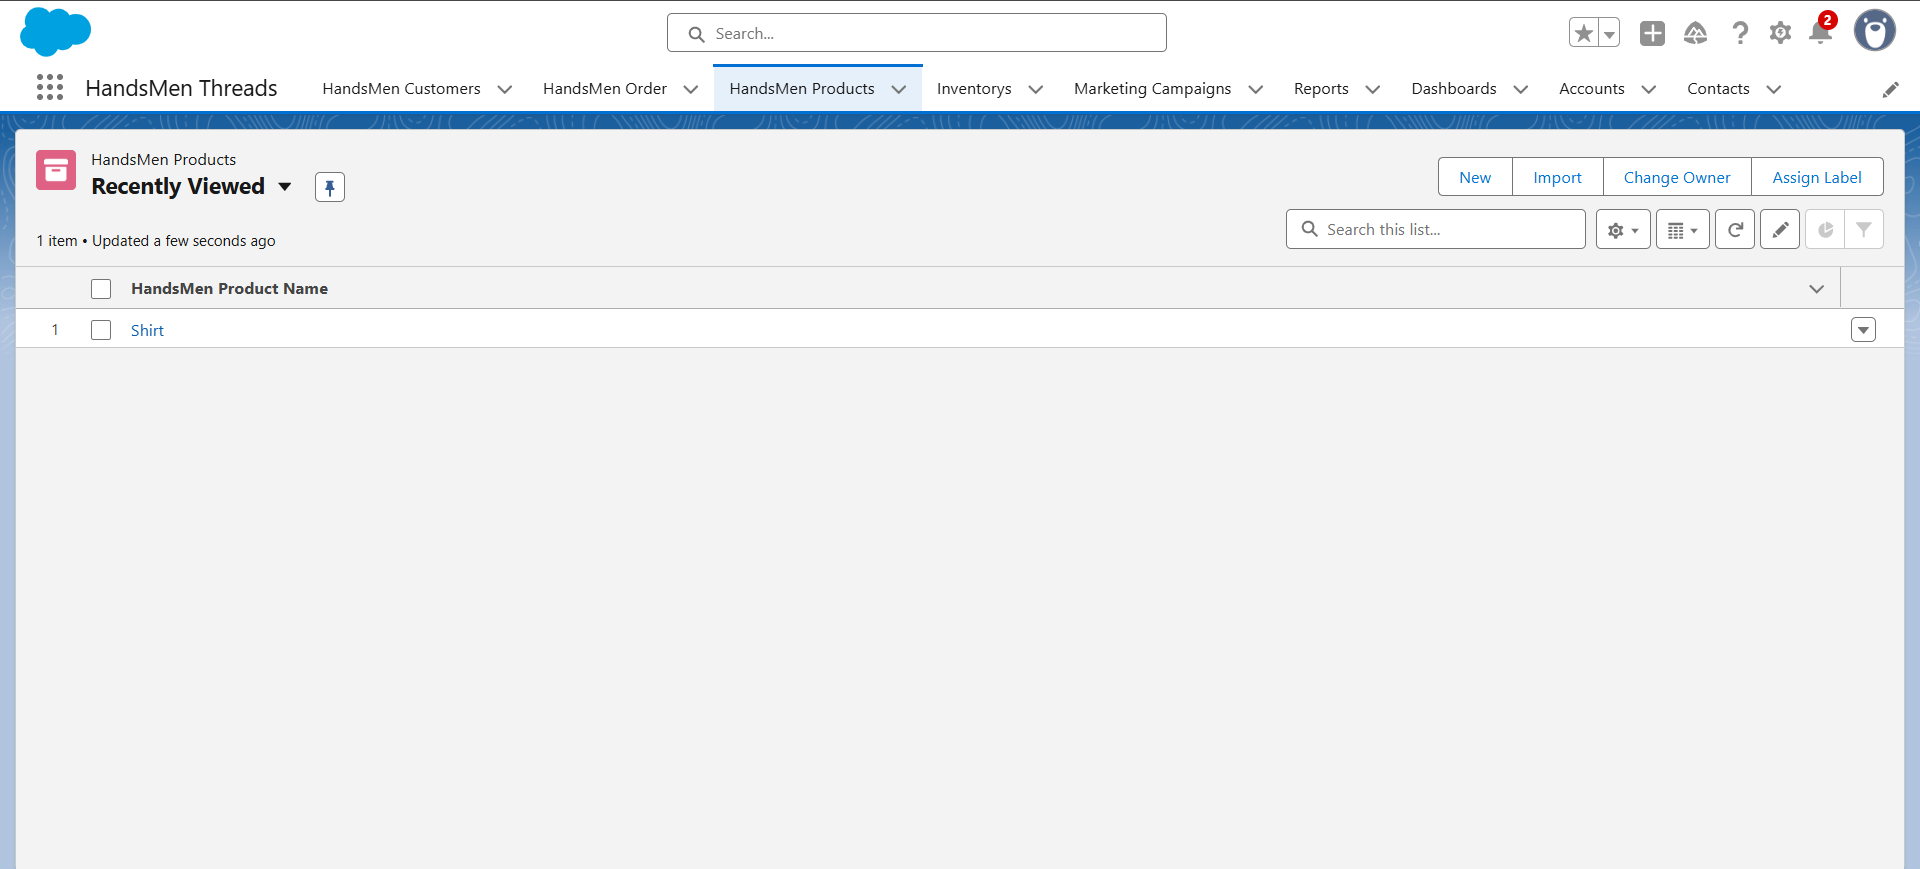 Search...
2
HandsMen Threads
HandsMen Customers
HandsMen Order
HandsMen Products
Inventorys
Marketing Campaigns
Reports
Dashboards
Accounts
Contacts
HandsMen Products
Recently Viewed
New
Import
Change Owner
Assign Label
1 item • Updated a few seconds ago
Search this list...
HandsMen Product Name
1
Shirt